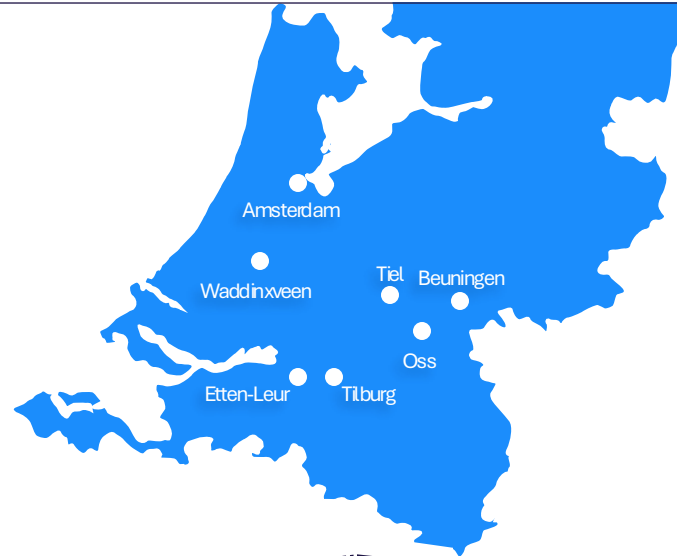 Amsterdam
Tiel
Beuningen
Waddinxveen
Oss
Etten-Leur
Tilburg